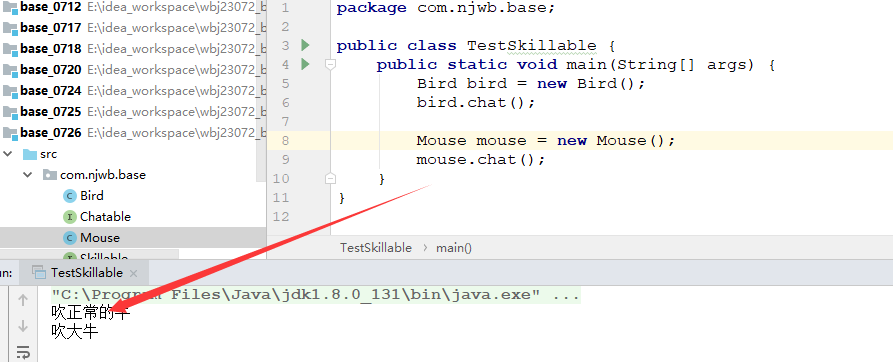 base_0712 E:\idea_workspace\wbj23072_b
base_0717 E:\idea_workspace\wbj23072_b
base_0718 E:\idea_workspace\wbj23072_b
base_0720 E:\idea_workspace\wbj23072_b
base_0724 E:\idea_workspace\wbj23072_b
base_0725 E:\idea_workspace\wbj23072_b
base_0726 E:\idea_workspace\wbj23072_b
src
com.njwb.base
Bird
Chatable
Mouse
Skillable
1 package com.njwb.base;
2
3 public class TestSkillable {
4 public static void main(String[] args) {
5 Bird bird = new Bird();
6 bird.chat();
7
8 Mouse mouse = new Mouse();
9 mouse.chat();
10 }
11 }
12
TestSkillable › main()
un: TestSkillable ×
"C:\Program Files\Java\jdk1.8.0_131\bin\java.exe" ...
吹正常的牛
吹大牛